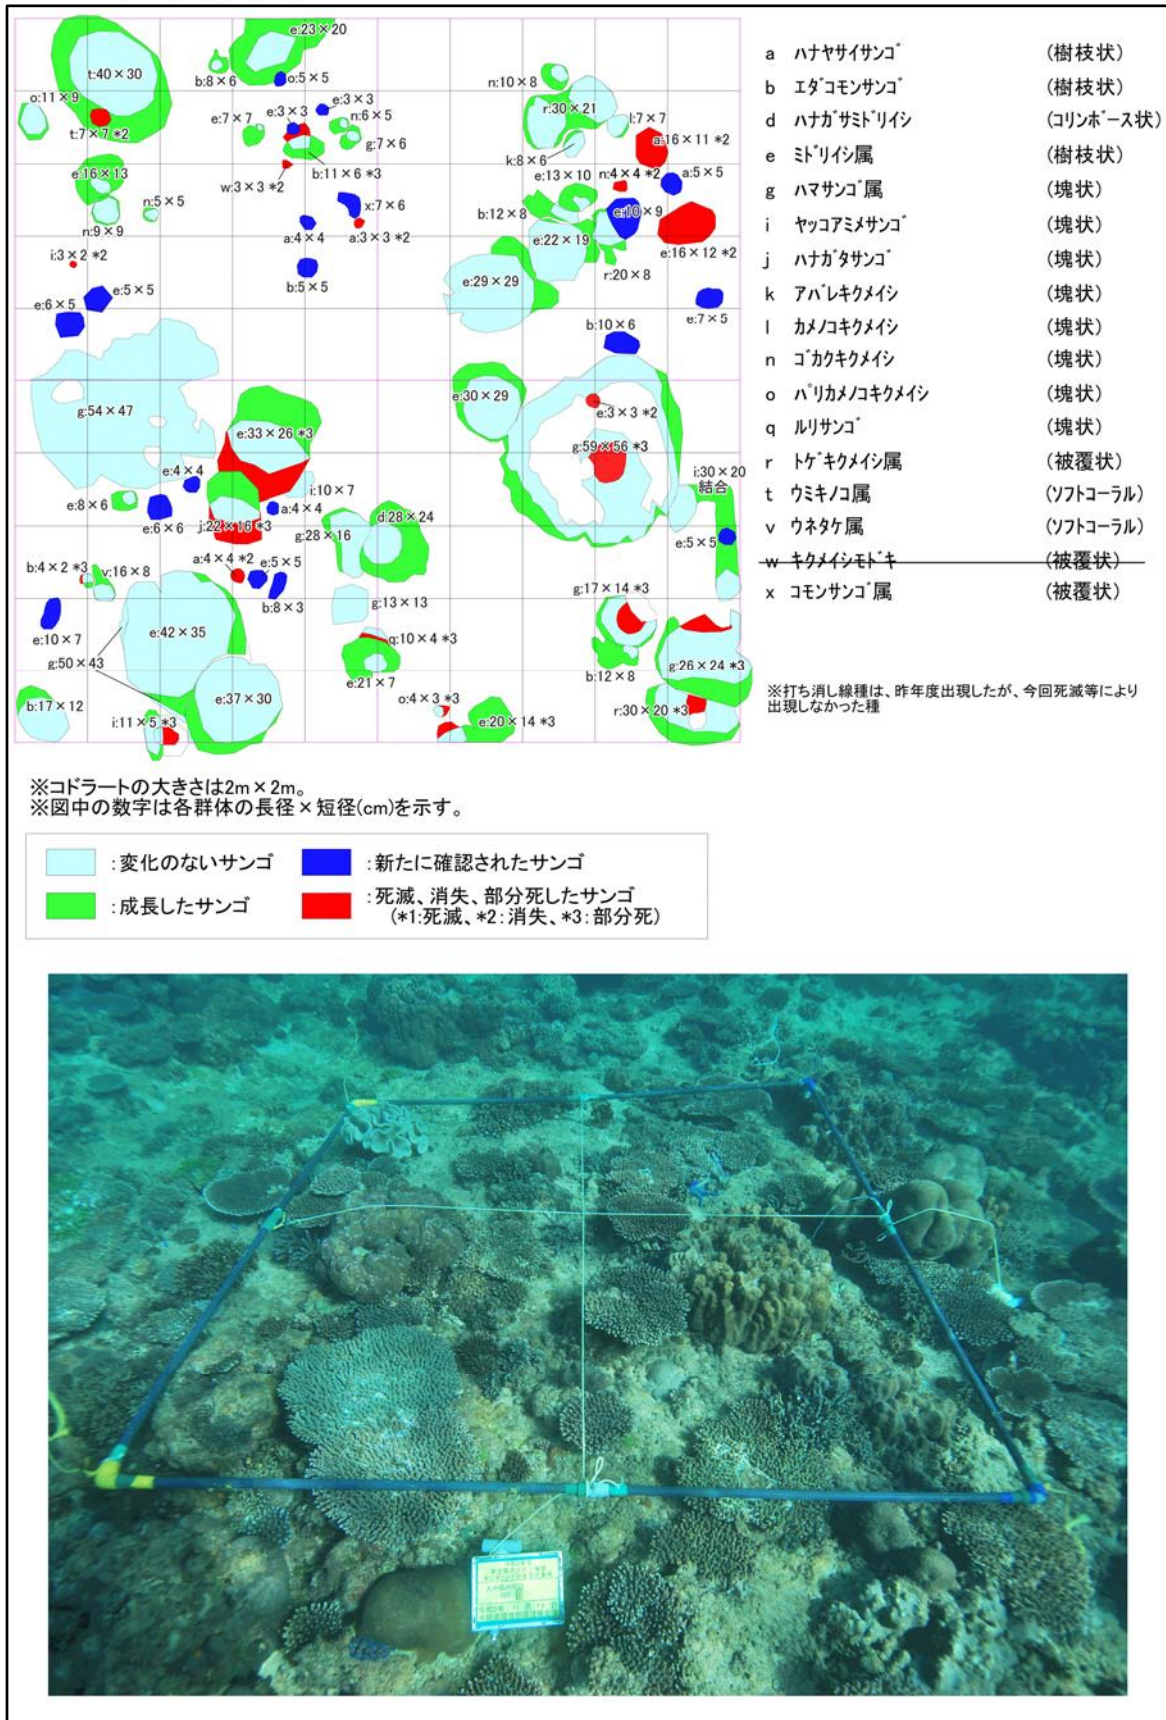 e:23×20
t:40×30
b:8×6
o:5×5
n:10×8
o:11×9
e:3×3
e:3×3
r:30×21
l:7×7
t:7×7 *2
e:7×7
n:6×5
g:7×6
a:16×11 *2
k:8×6
b:11×6 *3
w:3×3 *2
e:16×13
e:13×10
n:4×4 *2
a:5×5
n:5×5
x:7×6
b:12×8
e:10×9
n:9×9
a:4×4
a:3×3 *2
e:22×19
e:16×12 *2
i:3×2 *2
r:20×8
b:5×5
e:29×29
e:5×5
e:6×5
e:7×5
b:10×6
g:54×47
e:30×29
e:3×3 *2
e:33×26 *3
g:59×56 *3
e:4×4
i:30×20
結合
i:10×7
e:8×6
e:6×6
a:4×4
j:22×16 *3
d:28×24
g:28×16
e:5×5
a:4×4 *2
e:5×5
b:4×2 *3
v:16×8
b:8×3
g:17×14 *3
g:13×13
e:10×7
e:42×35
q:10×4 *3
g:50×43
g:26×24 *3
b:12×8
e:21×7
e:37×30
b:17×12
o:4×3 *3
r:30×20 *3
i:11×5 *3
e:20×14 *3
a ハナヤサイサンゴ (樹枝状)
b エダコモンサンゴ (樹枝状)
d ハナガサミドリイシ (コリンボース状)
e ミドリイシ属 (樹枝状)
g ハマサンゴ属 (塊状)
i ヤッコアミメサンゴ (塊状)
j ハナガタサンゴ (塊状)
k アバレキクメイシ (塊状)
l カメノコキクメイシ (塊状)
n ゴカクキクメイシ (塊状)
o パリカメノコキクメイシ (塊状)
q ルリサンゴ (塊状)
r トゲキクメイシ属 (被覆状)
t ウミキノコ属 (ソフトコーラル)
v ウネタケ属 (ソフトコーラル)
w キクメイシモドキ (被覆状)
x コモンサンゴ属 (被覆状)
※打ち消し線種は、昨年度出現したが、今回死滅等により
出現しなかった種
※コドラートの大きさは2m×2m。
※図中の数字は各群体の長径×短径(cm)を示す。
:変化のないサンゴ
:新たに確認されたサンゴ
:成長したサンゴ
:死滅、消失、部分死したサンゴ
(*1:死滅、*2:消失、*3:部分死)